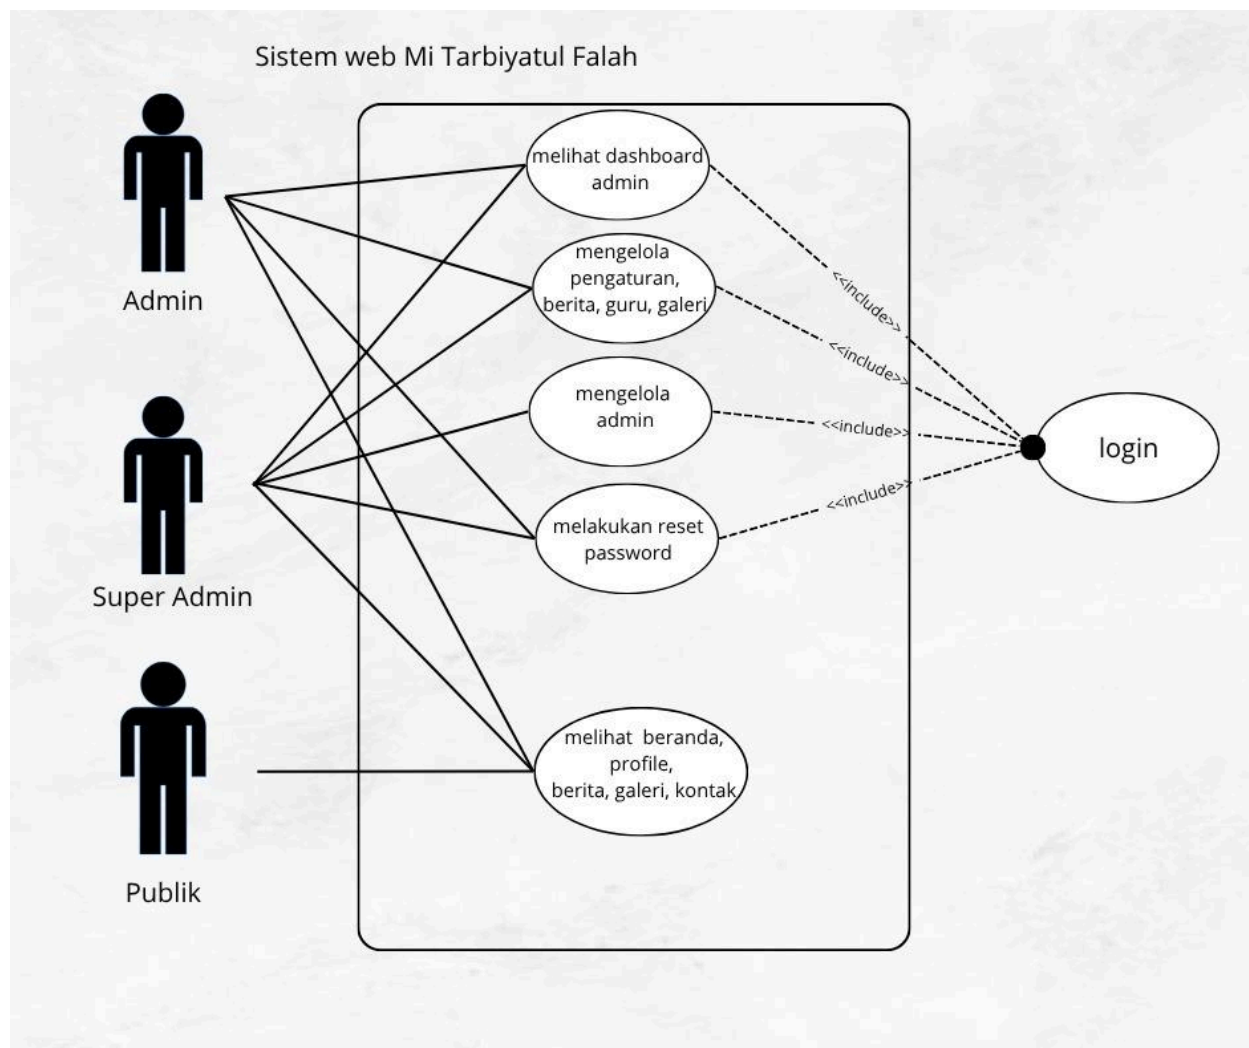 Sistem web Mi Tarbiyatul Falah
Admin
Super Admin
Publik
melihat dashboard
admin
mengelola
pengaturan,
berita, guru, galeri
mengelola
admin
melakukan reset
password
melihat beranda,
profile,
berita, galeri, kontak
<<include>>
<<include>>
<<include>>
<<include>>
login